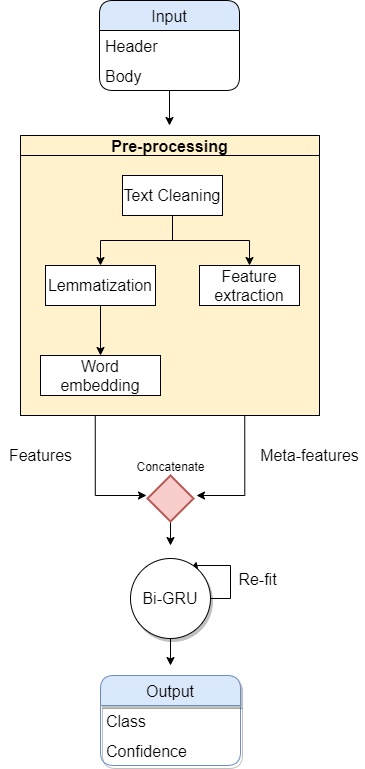 Input
Header
Body
Pre-processing
Text Cleaning
Lemmatization
Feature
extraction
Word
embedding
Features
Meta-features
Concatenate
Bi-GRU
Re-fit
Output
Class
Confidence